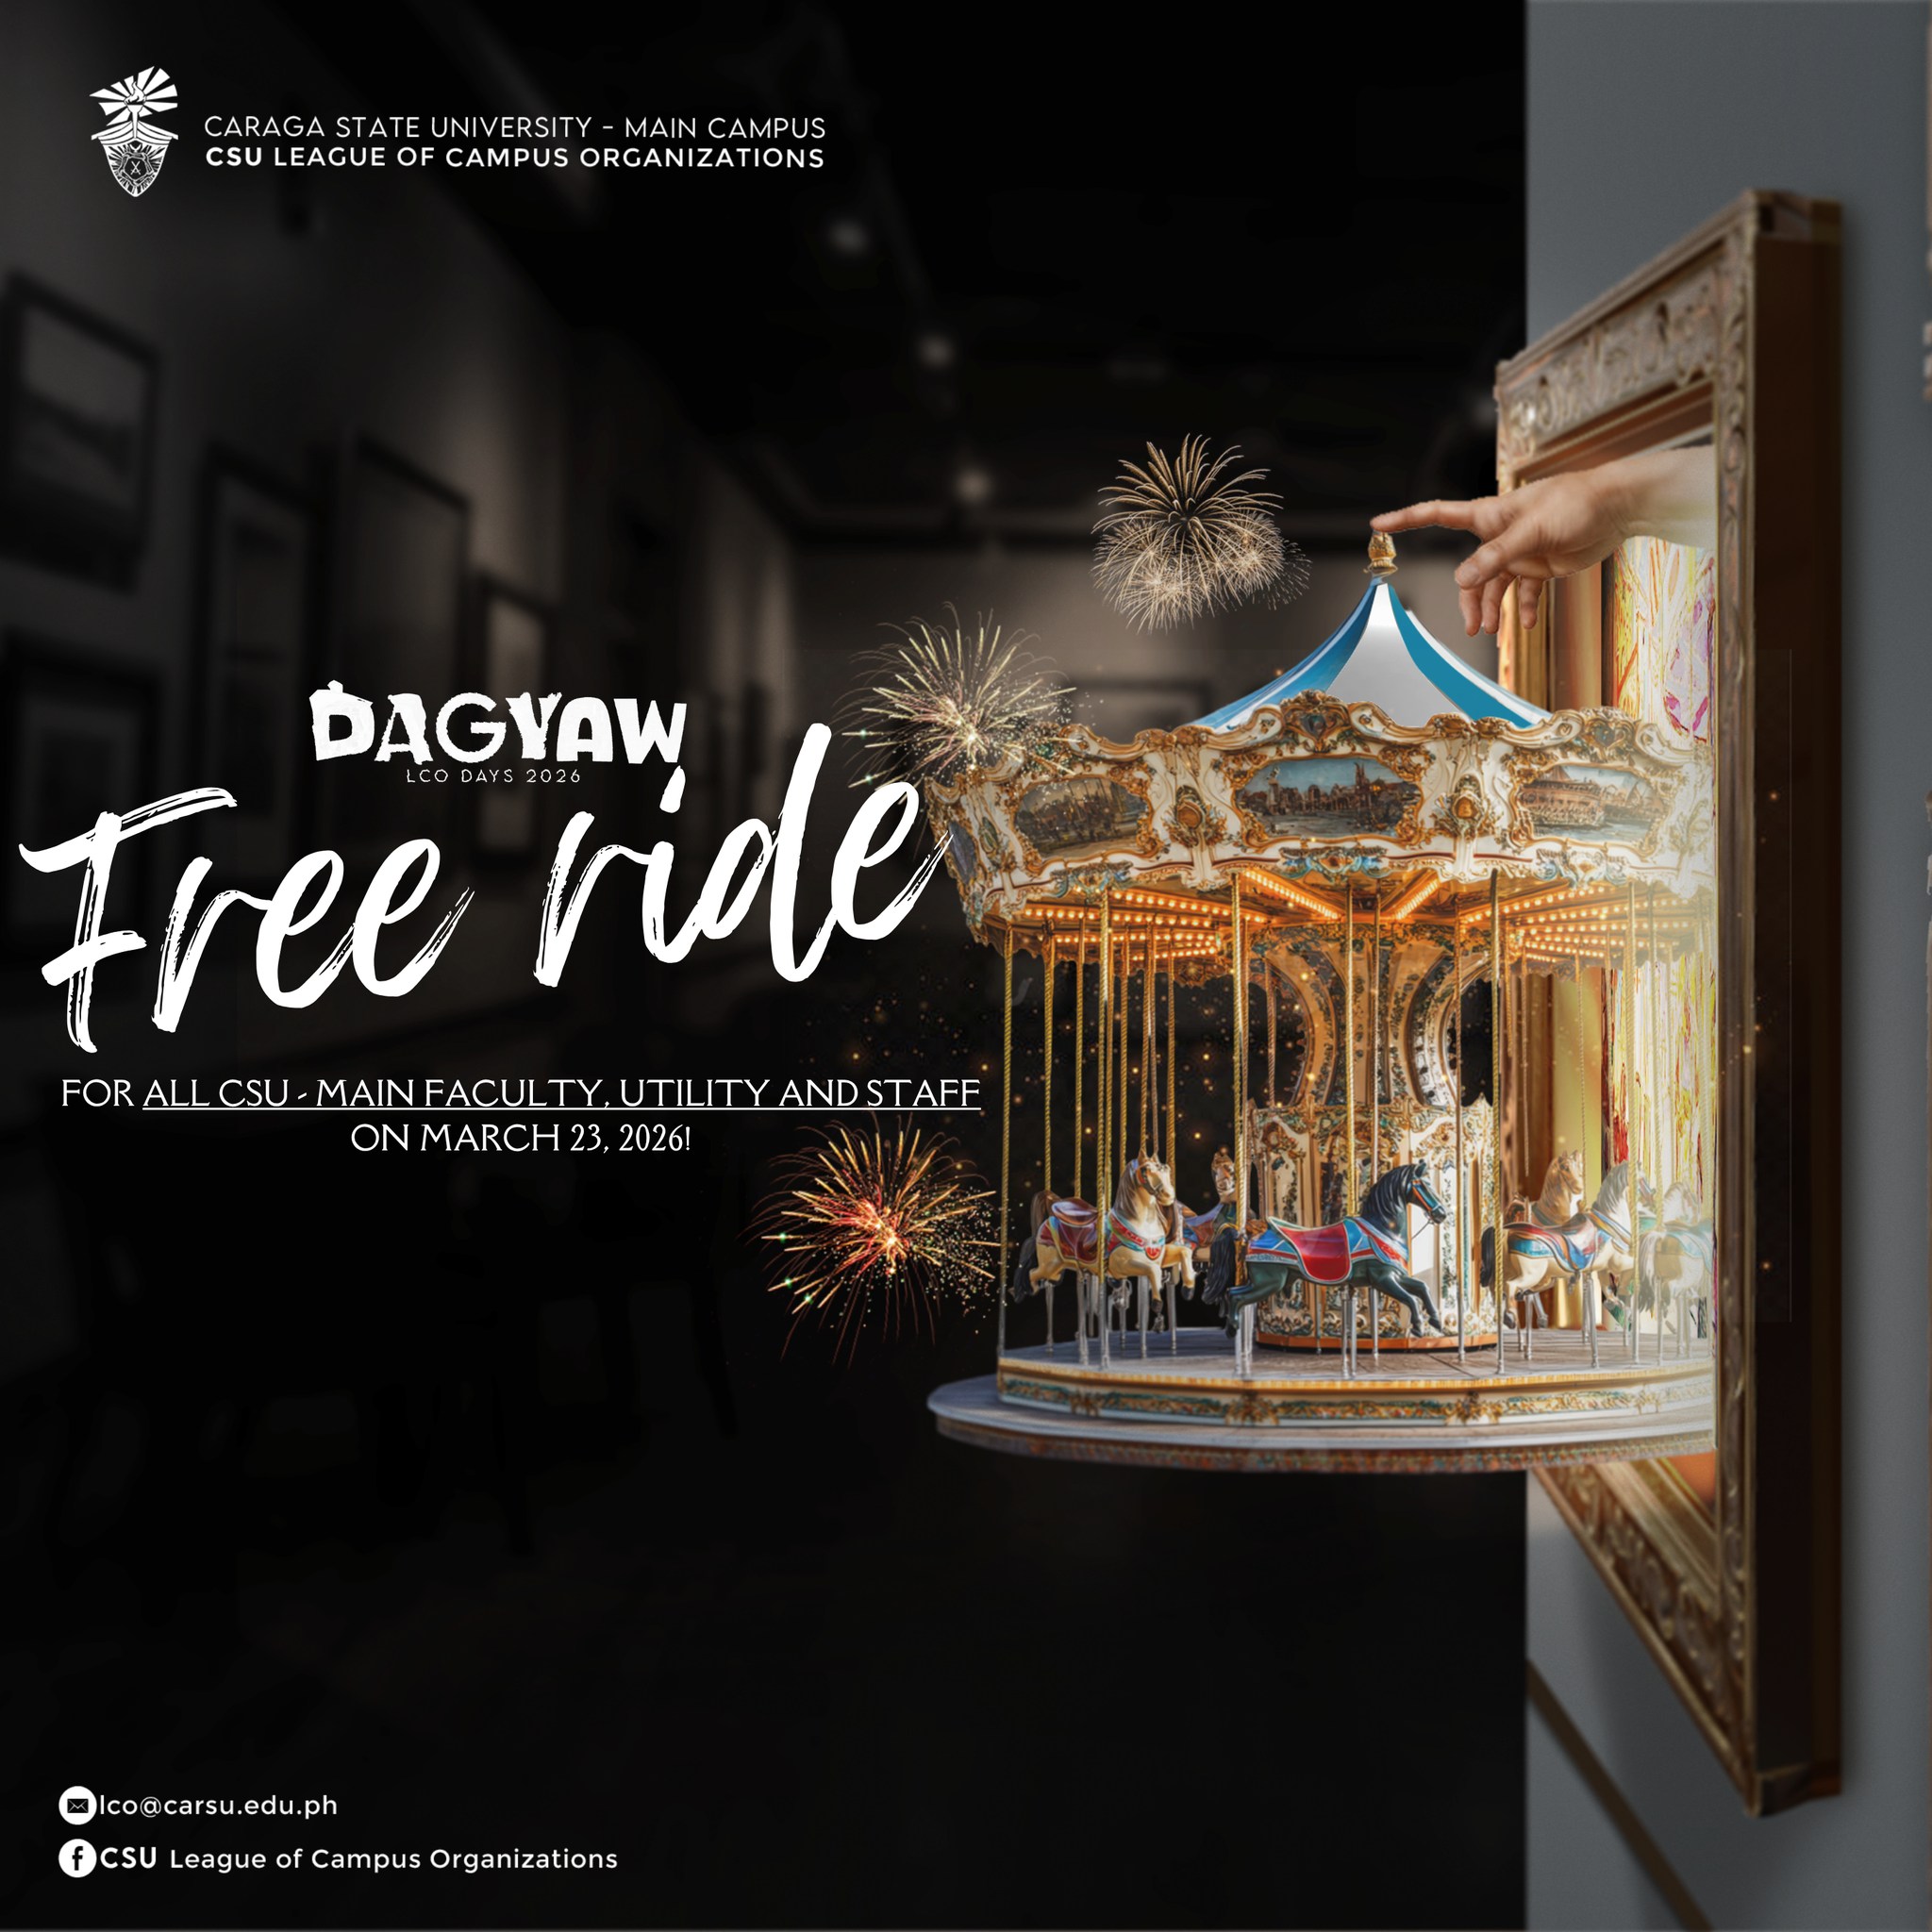 CARAGA STATE UNIVERSITY - MAIN CAMPUS
CSU LEAGUE OF CAMPUS ORGANIZATIONS
DAGYAW
LCO DAYS 2026
Free ride
FOR ALL CSU - MAIN FACULTY, UTILITY AND STAFF
ON MARCH 23, 2026!
lco@carsu.edu.ph
CSU League of Campus Organizations